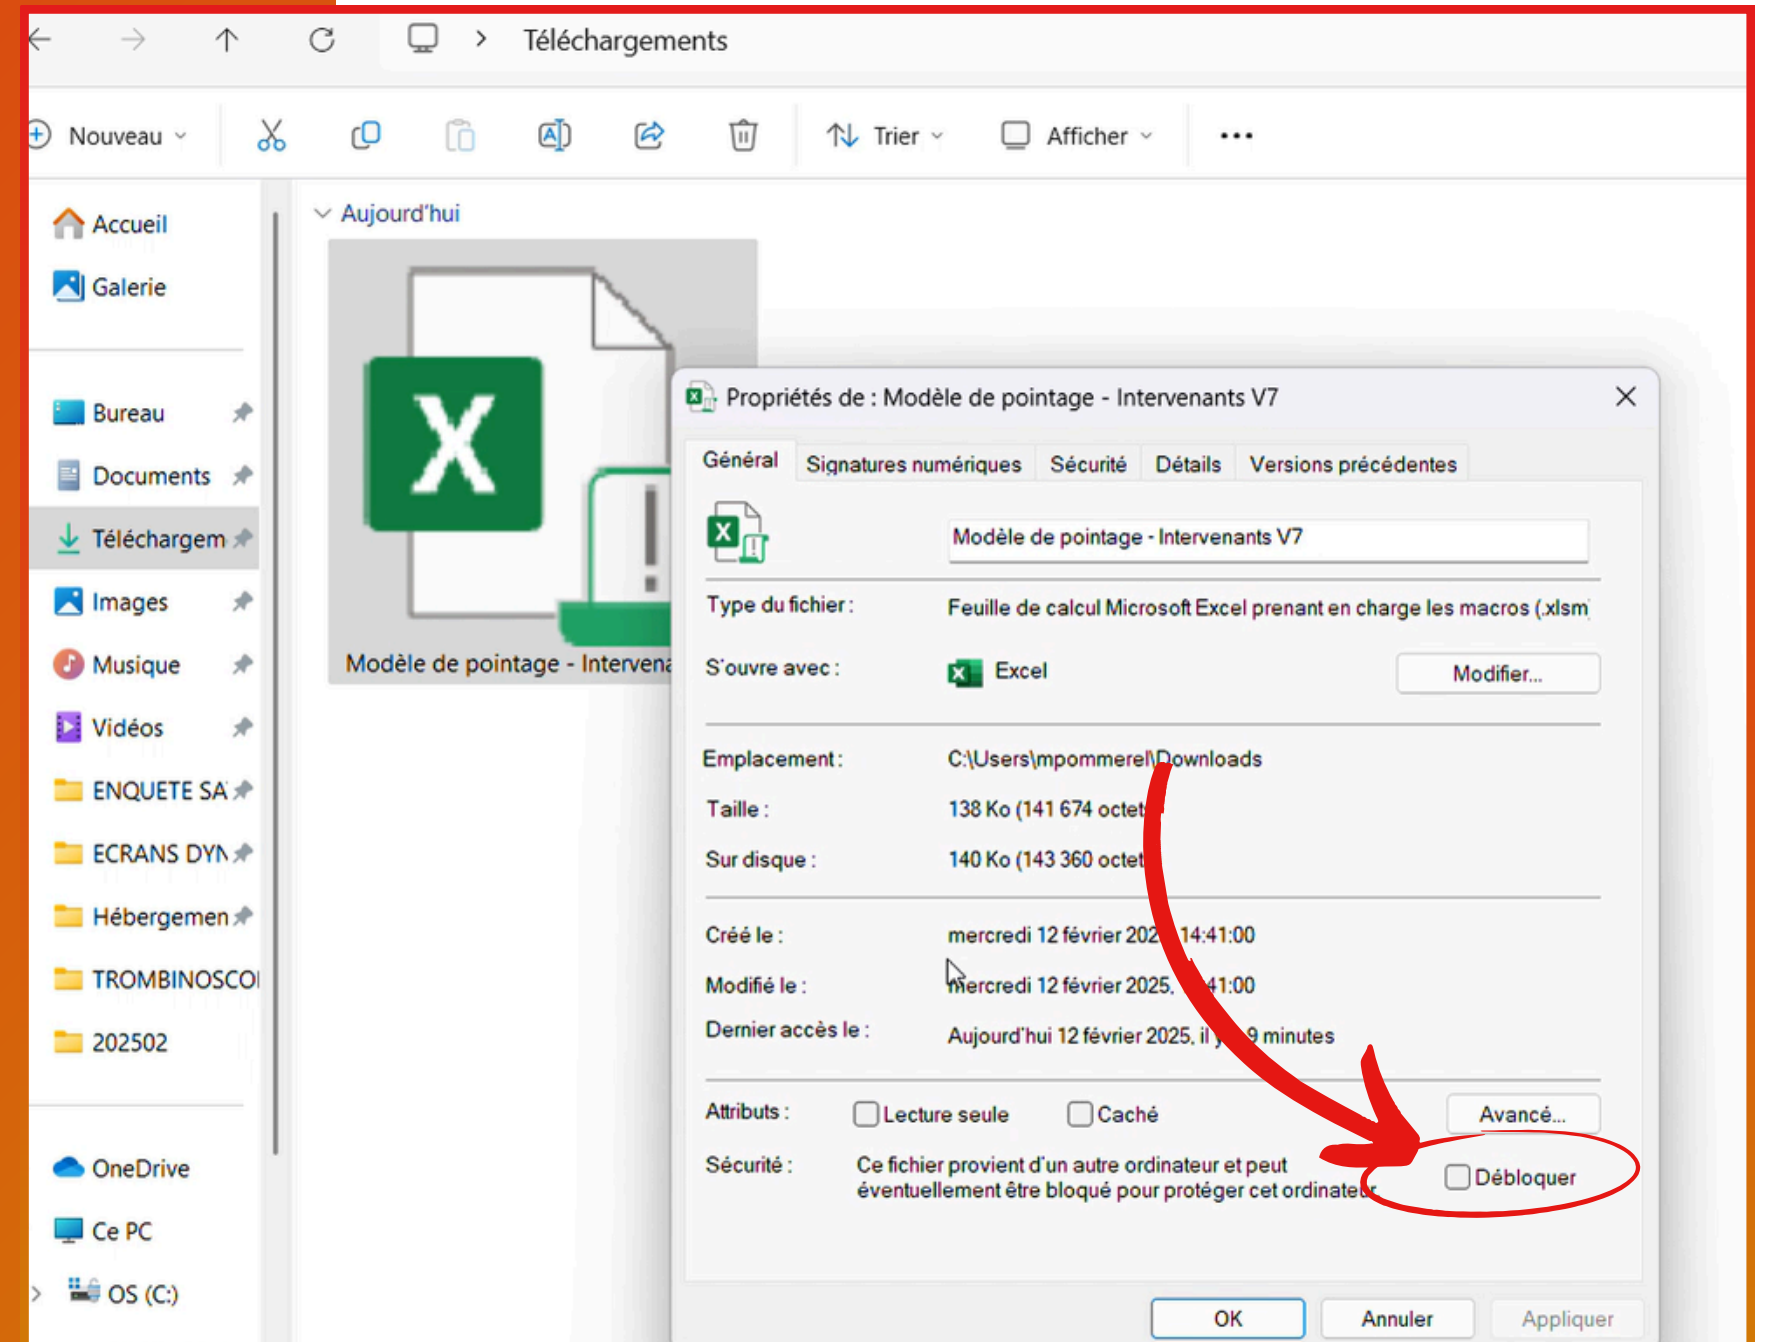 Téléchargements
Nouveau
Trier
Afficher
Accueil
Galerie
Bureau
Documents
Téléchargem
Images
Musique
Vidéos
ENQUETE SA
ECRANS DYN
Hébergemen
TROMBINOSCO
202502
OneDrive
Ce PC
OS (C:)
Aujourd'hui
Modèle de pointage - Intervena
Propriétés de : Modèle de pointage - Intervenants V7
Général Signatures numériques Sécurité Détails Versions précédentes
Modèle de pointage - Intervenants V7
Type du fichier : Feuille de calcul Microsoft Excel prenant en charge les macros (.xlsm
S'ouvre avec : Excel Modifier...
Emplacement : C:\Users\mpommerel\Downloads
Taille : 138 Ko (141 674 octet
Sur disque : 140 Ko (143 360 octet
Créé le : mercredi 12 février 202 14:41:00
Modifié le : mercredi 12 février 2025, 41:00
Dernier accès le : Aujourd'hui 12 février 2025, il y 9 minutes
Attributs : Lecture seule Caché Avancé...
Sécurité : Ce fichier provient d'un autre ordinateur et peut
éventuellement être bloqué pour protéger cet ordinateur.
Débloquer
OK Annuler Appliquer